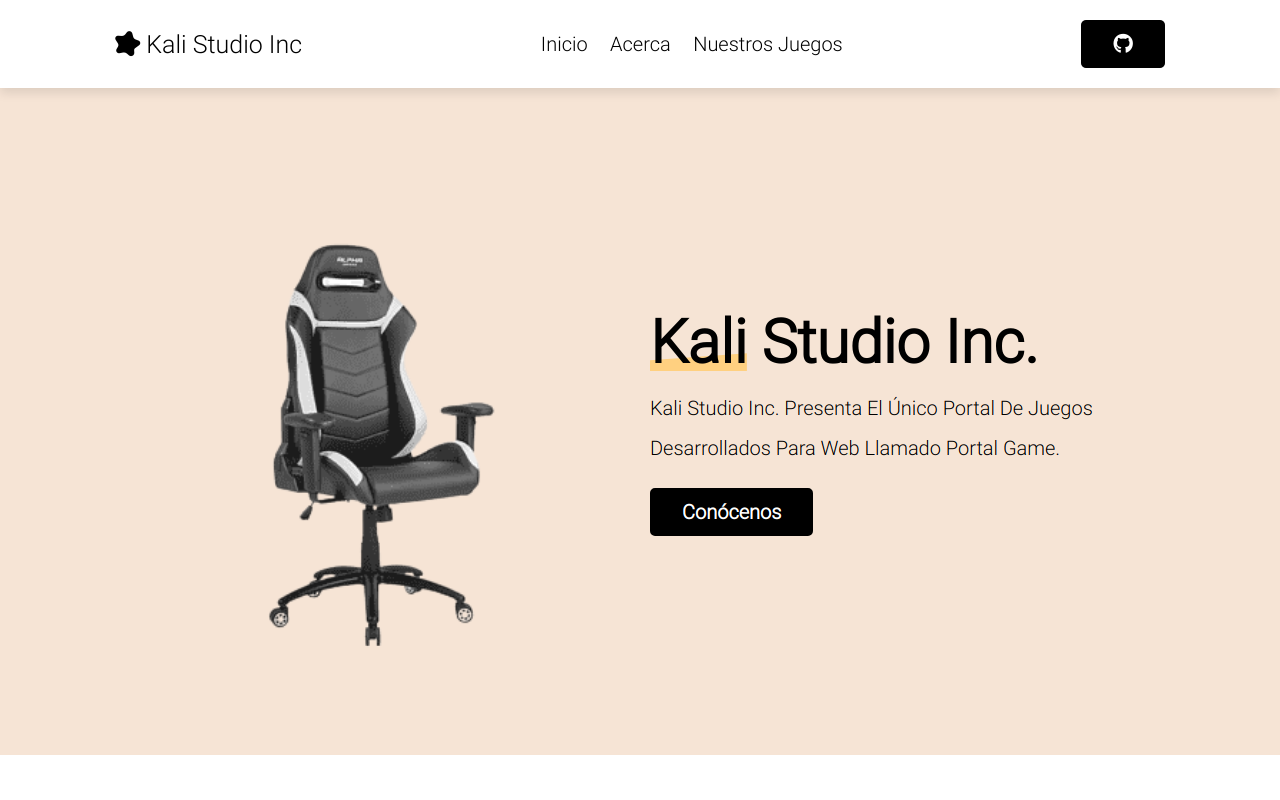 Kali Studio Inc
Inicio Acerca Nuestros Juegos
ALPHA
Kali Studio Inc.
Kali Studio Inc. Presenta El Único Portal De Juegos
Desarrollados Para Web Llamado Portal Game.
Conócenos